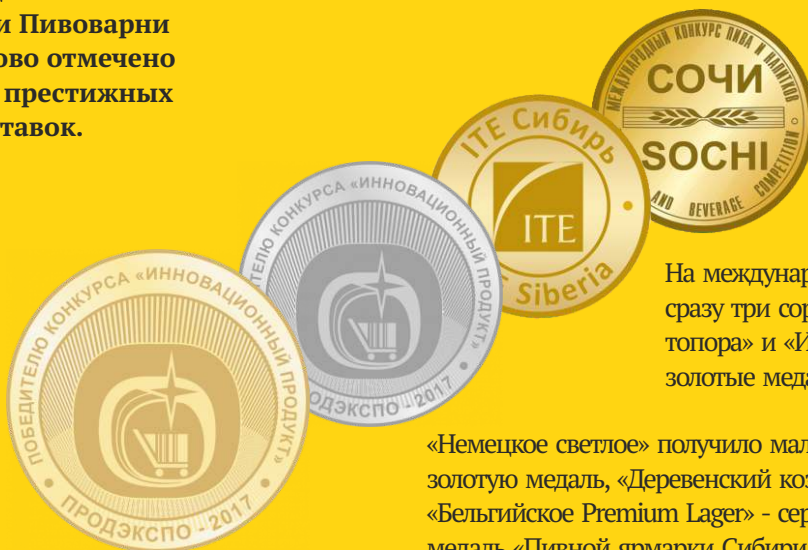 и Пивоварни
ово отмечено
престижных
тавок.
МЕЖДУНАРОДНЫЙ КОНКУРС ПИВА И НАПИТКОВ
СОЧИ
SOCHI
AND BEVERAGE COMPETITION
ITE Сибирь
ITE
Siberia
КОНКУРСА «ИННОВАЦИОННЫЙ ПРОДУКТ»
ПРОДЭКСПО - 2017
ПОБЕДИТЕЛЮ КОНКУРСА «ИННОВАЦИОННЫЙ ПРОДУКТ»
ПРОДЭКСПО - 2017
На междунар
сразу три сор
топора» и «И
золотые меда
«Немецкое светлое» получило мал
золотую медаль, «Деревенский коз
«Бельгийское Premium Lager» - сер
медаль «Пивной ярмарки Сибири